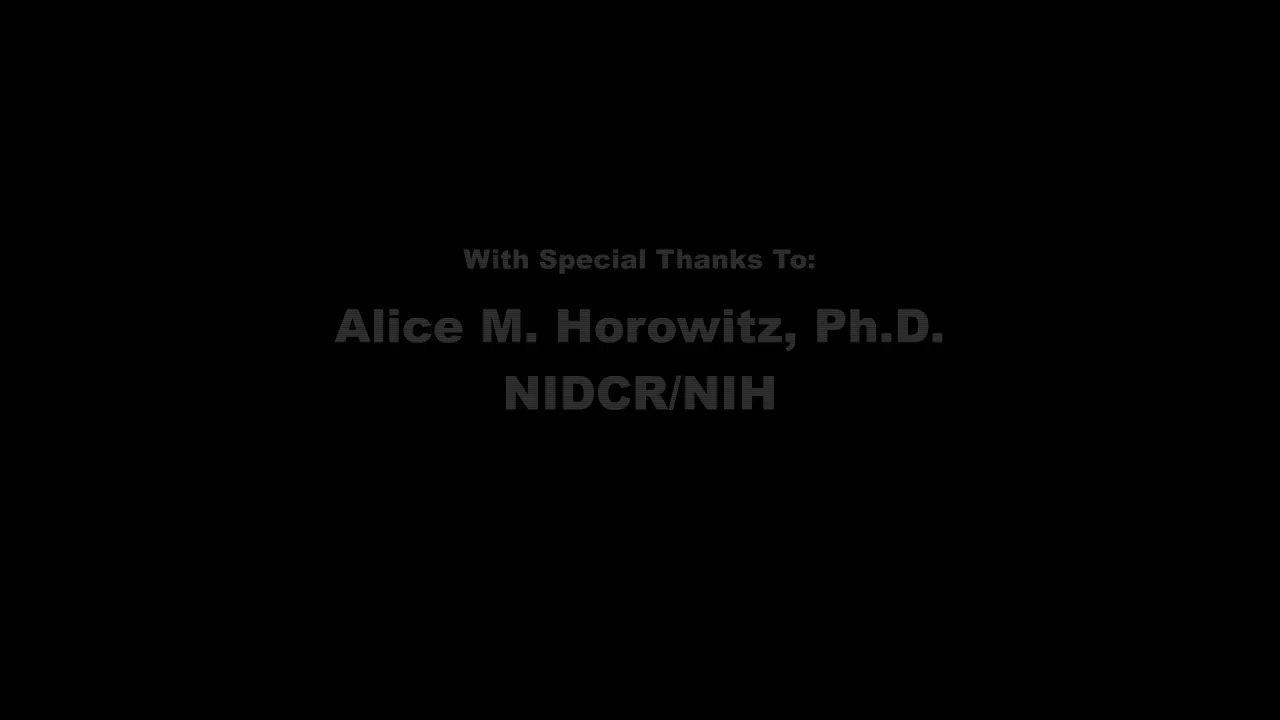 With Special Thanks To:
Alice M. Horowitz, Ph.D.
NIDCR/NIH